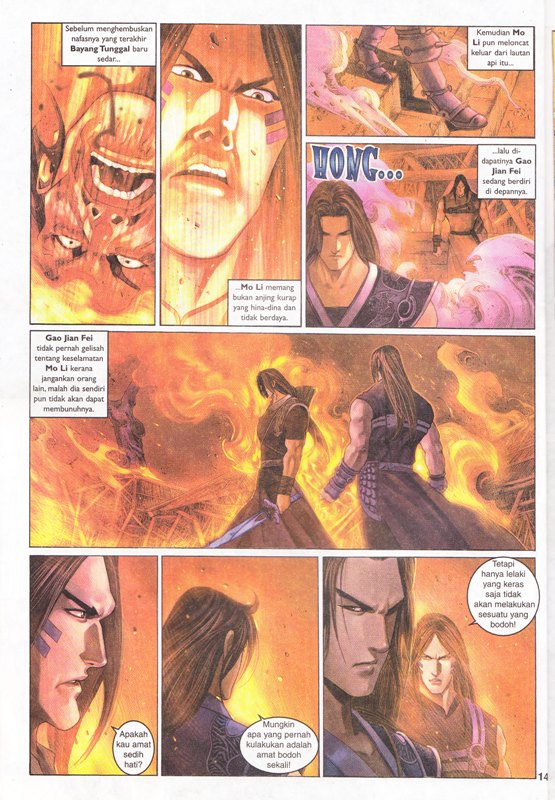 Sebelum menghembuskan
nafasnya yang terakhir
Bayang Tunggal baru
sedar...
...Mo Li memang
bukan anjing kurap
yang hina-dina dan
tidak berdaya.
Kemudian Mo
Li pun meloncat
keluar dari lautan
api itu...
HONG...
...lalu di-
dapatinya Gao
Jian Fei
sedang berdiri
di depannya.
Gao Jian Fei
tidak pernah gelisah
tentang keselamatan
Mo Li kerana
jangankan orang
lain, malah dia sendiri
pun tidak akan dapat
membunuhnya.
Apakah
kau amat
sedih
hati?
Mungkin
apa yang pernah
kulakukan adalah
amat bodoh
sekali!
Tetapi
hanya lelaki
yang keras
saja tidak
akan melakukan
sesuatu yang
bodoh!
14